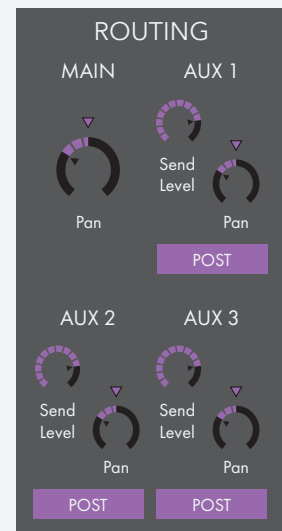 ROUTING
MAIN
AUX 1
Send
Level
Pan
Pan
POST
AUX 2
AUX 3
Send
Level
Send
Level
Pan
Pan
POST
POST